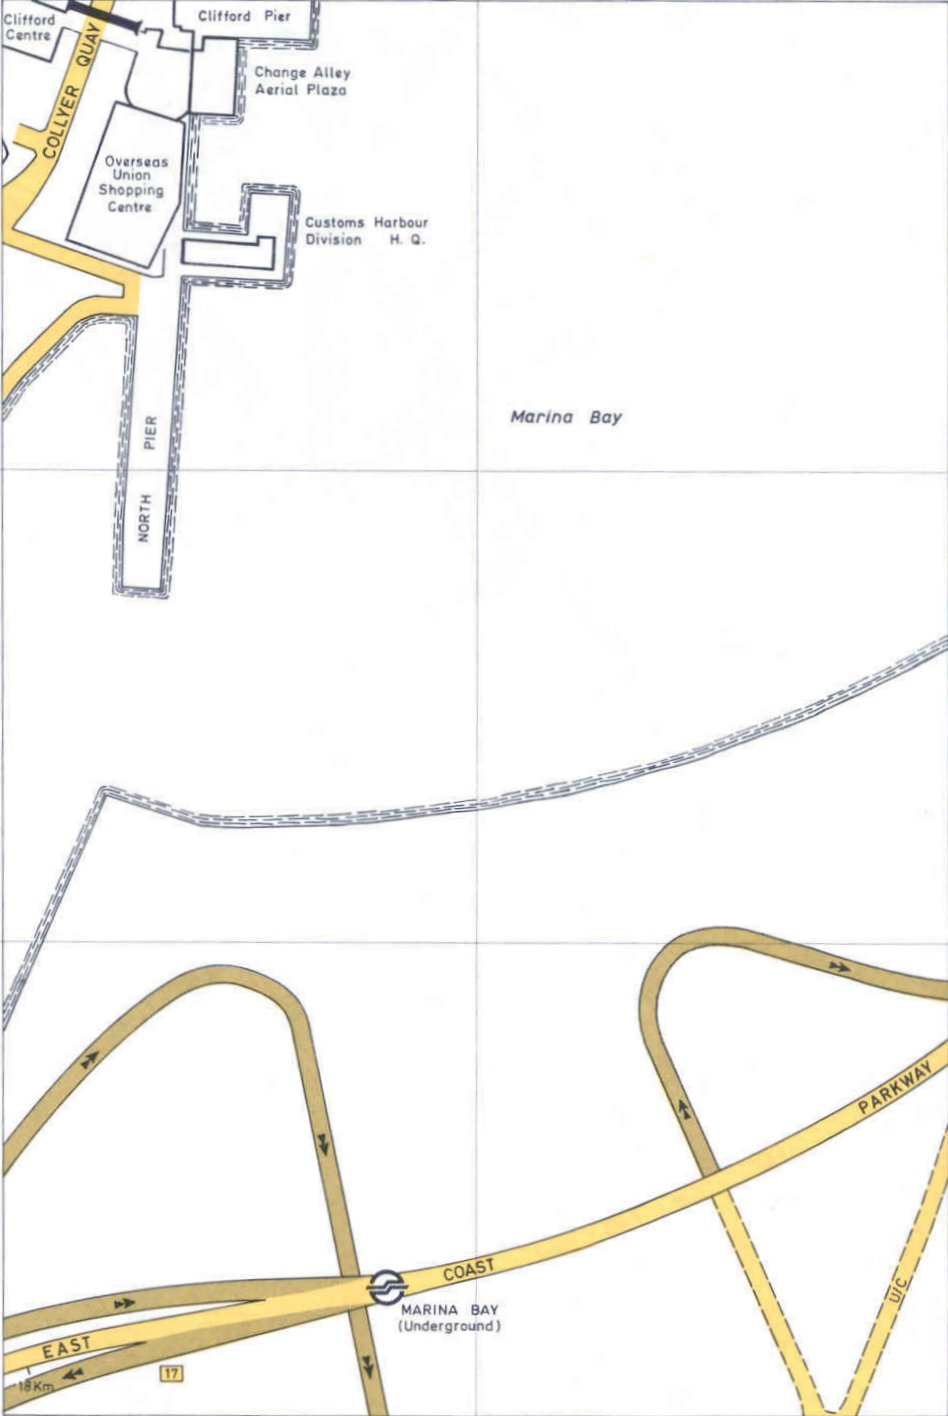 Clifford
Centre
COLLYER QUAY
Clifford Pier
Change Alley
Aerial Plaza
Overseas
Union
Shopping
Centre
Customs Harbour
Division H. Q.
NORTH PIER
Marina Bay
PARKWAY
COAST
MARINA BAY
(Underground)
U/C
EAST
18Km
17